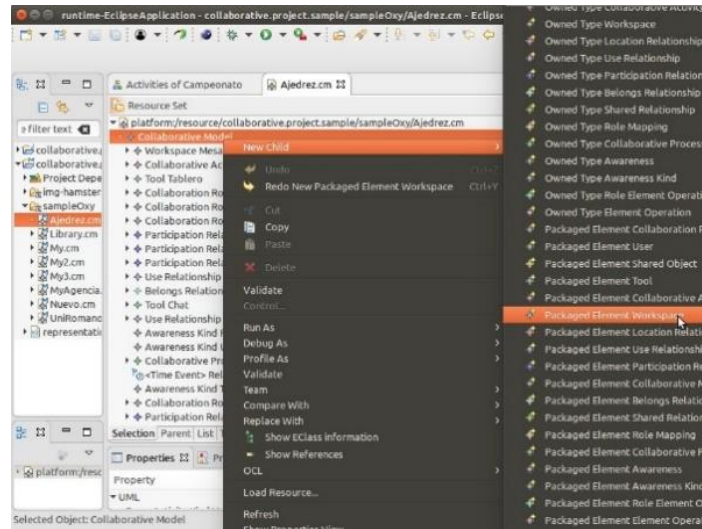 runtime-EclipseApplication - collaborative.project.sample/sampleOxy/Ajedrez.cm - Eclipse
Activities of Campeonato
Ajedrez.cm
filter text
collaborative.
collaborative.
Project Depe
img-hamster
sampleOxy
Ajedrez.cm
Library.cm
My.cm
My2.cm
My3.cm
MyAgencia.
Nuevo.cm
UniRomano
representatio
platform:/resc
Resource Set
platform:/resource/collaborative.project.sample/sampleOxy/Ajedrez.cm
Collaborative Model
Workspace Mesa
Collaborative Ac
Tool Tablero
Collaboration Ro
Collaboration Ro
Collaboration Ro
Participation Rela
Participation Rela
Use Relationship
Belongs Relation
Tool Chat
Use Relationship
Awareness Kind F
Awareness Kind U
Collaborative Pro
<Time Event> Rel
Awareness Kind T
Collaboration Ro
Participation Rela
Selection Parent List T
Properties
Property
UML
New Child
Undo Ctrl+Z
Redo New Packaged Element Workspace Ctrl+Y
Cut
Copy
Paste
Delete
Validate
Control...
Run As
Debug As
Profile As
Validate
Team
Compare With
Replace With
Show EClass information
Show References
OCL
Load Resource...
Refresh
Show Properties View
Owned Type Collaborative Activity
Owned Type Workspace
Owned Type Location Relationship
Owned Type Use Relationship
Owned Type Participation Relation
Owned Type Belongs Relationship
Owned Type Shared Relationship
Owned Type Role Mapping
Owned Type Collaborative Process
Owned Type Awareness
Owned Type Awareness Kind
Owned Type Role Element Operati
Owned Type Element Operation
Packaged Element Collaboration R
Packaged Element User
Packaged Element Shared Object
Packaged Element Tool
Packaged Element Collaborative A
Packaged Element Workspace
Packaged Element Location Relati
Packaged Element Use Relationshi
Packaged Element Participation Re
Packaged Element Collaborative M
Packaged Element Belongs Relatio
Packaged Element Shared Relation
Packaged Element Role Mapping
Packaged Element Collaborative P
Packaged Element Awareness
Packaged Element Awareness Kind
Packaged Element Role Element O
Packaged Element Element Opera
Selected Object: Collaborative Model